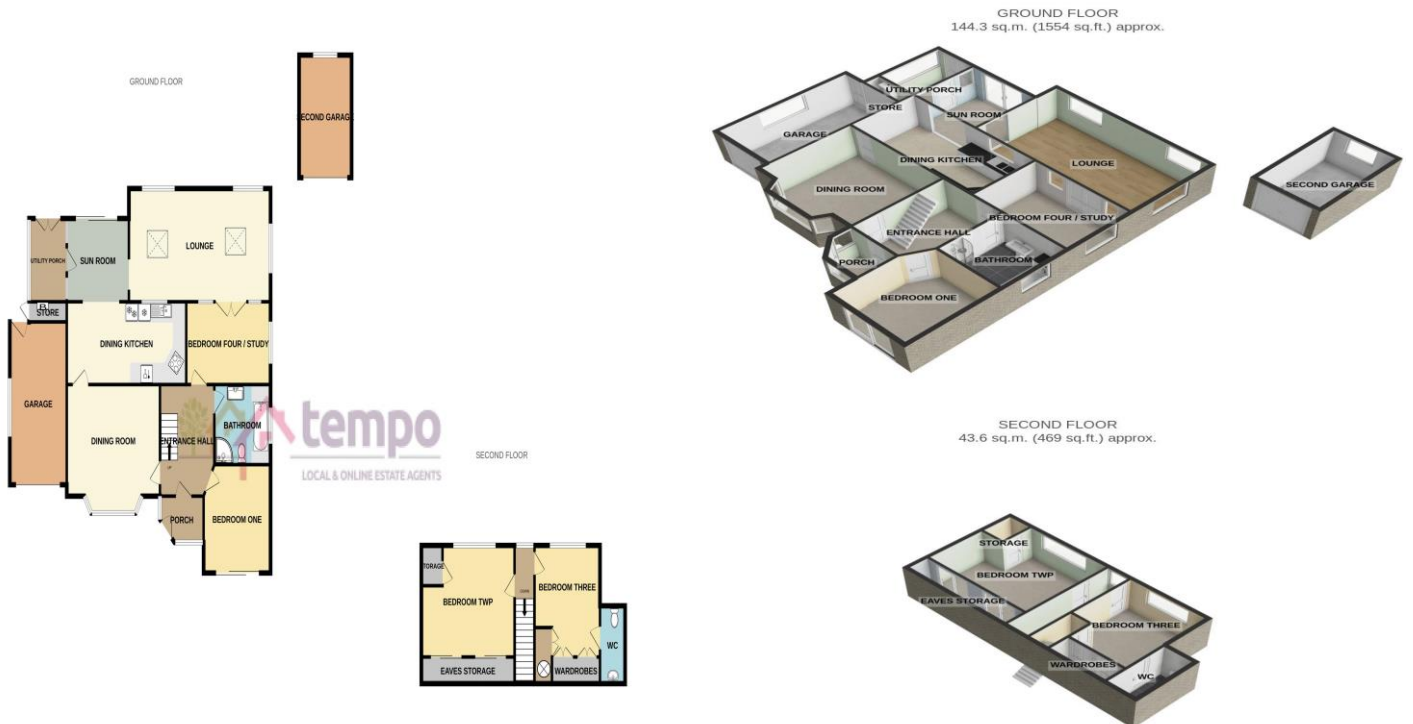 GROUND FLOOR
SECOND GARAGE
LOUNGE
UTILITY PORCH
SUN ROOM
STORE
DINING KITCHEN
BEDROOM FOUR / STUDY
GARAGE
DINING ROOM
ENTRANCE HALL
BATHROOM
PORCH
BEDROOM ONE
tempo
LOCAL & ONLINE ESTATE AGENTS
SECOND FLOOR
STORAGE
BEDROOM TWP
BEDROOM THREE
WC
EAVES STORAGE
WARDROBES
GROUND FLOOR
144.3 sq.m. (1554 sq.ft.) approx.
UTILITY PORCH
STORE
SUN ROOM
GARAGE
DINING KITCHEN
LOUNGE
DINING ROOM
SECOND GARAGE
BEDROOM FOUR / STUDY
ENTRANCE HALL
PORCH
BATHROOM
BEDROOM ONE
SECOND FLOOR
43.6 sq.m. (469 sq.ft.) approx.
STORAGE
BEDROOM TWP
EAVES STORAGE
BEDROOM THREE
WARDROBES
WC